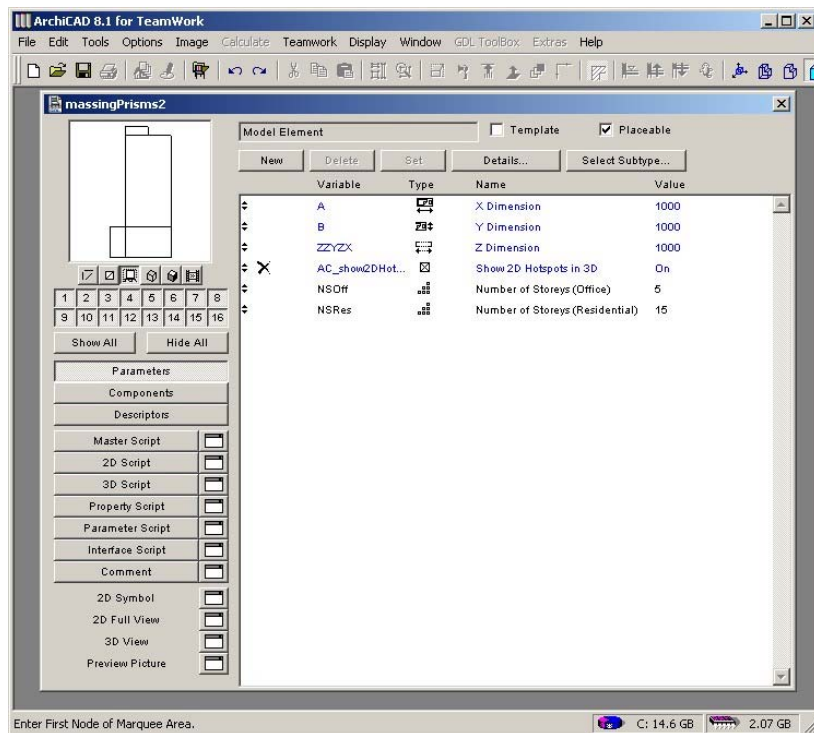 ArchiCAD 8.1 for TeamWork
File Edit Tools Options Image Calculate Teamwork Display Window GDL ToolBox Extras Help
massingPrisms2
Model Element Template Placeable
New Delete Set Details... Select Subtype...
Variable Type Name Value
A X Dimension 1000
B Y Dimension 1000
ZZYZX Z Dimension 1000
AC_show2DHot... Show 2D Hotspots in 3D On
NSOff Number of Storeys (Office) 5
NSRes Number of Storeys (Residential) 15
1 2 3 4 5 6 7 8
9 10 11 12 13 14 15 16
Show All Hide All
Parameters
Components
Descriptors
Master Script
2D Script
3D Script
Property Script
Parameter Script
Interface Script
Comment
2D Symbol
2D Full View
3D View
Preview Picture
Enter First Node of Marquee Area. C: 14.6 GB 2.07 GB